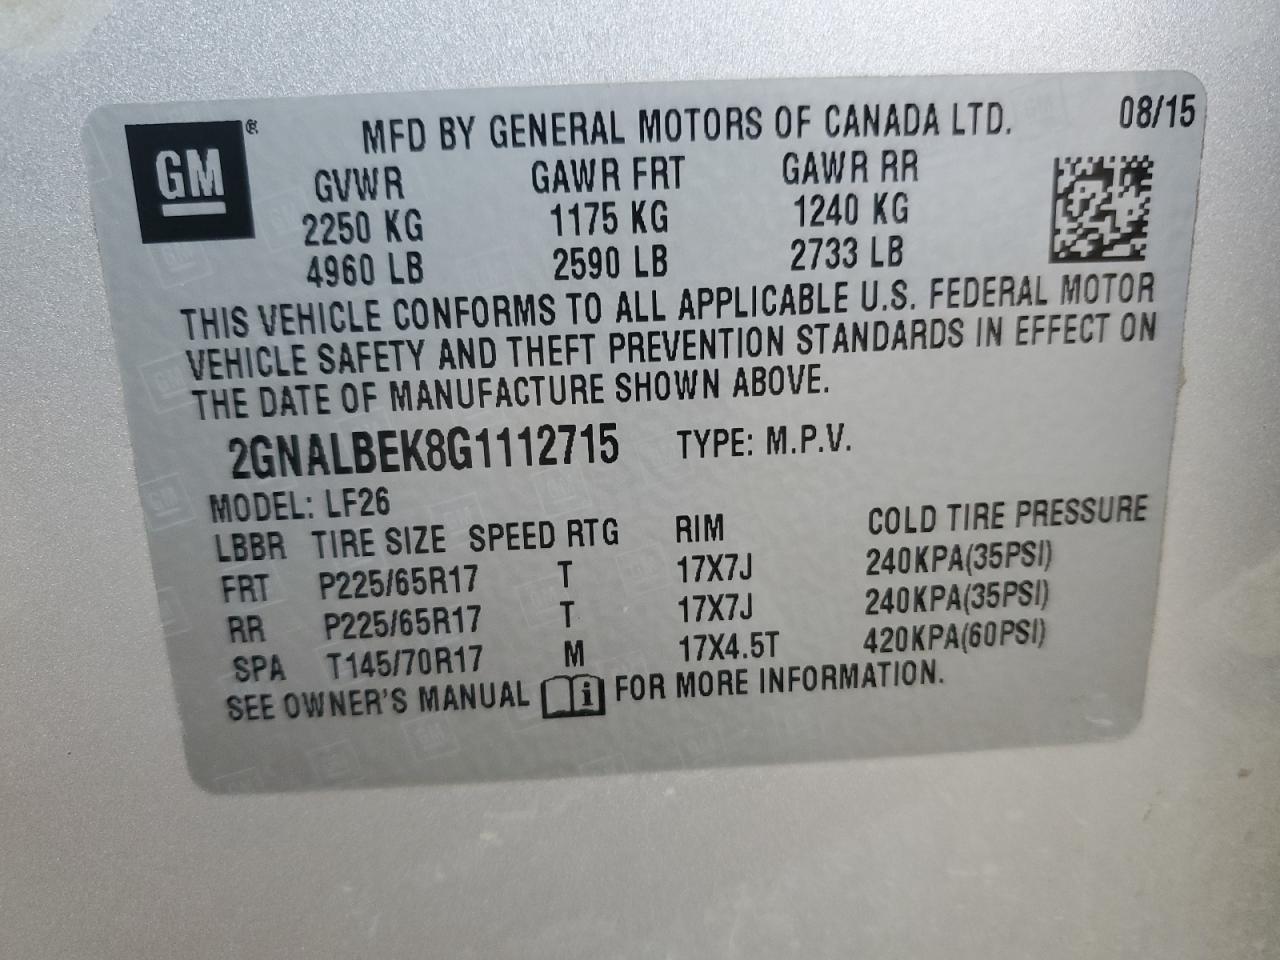 GM ®
MFD BY GENERAL MOTORS OF CANADA LTD. 08/15
GVWR GAWR FRT GAWR RR
2250 KG 1175 KG 1240 KG
4960 LB 2590 LB 2733 LB
THIS VEHICLE CONFORMS TO ALL APPLICABLE U.S. FEDERAL MOTOR
VEHICLE SAFETY AND THEFT PREVENTION STANDARDS IN EFFECT ON
THE DATE OF MANUFACTURE SHOWN ABOVE.
2GNALBEK8G1112715 TYPE: M.P.V.
MODEL: LF26
LBBR TIRE SIZE SPEED RTG RIM COLD TIRE PRESSURE
FRT P225/65R17 T 17X7J 240KPA(35PSI)
RR P225/65R17 T 17X7J 240KPA(35PSI)
SPA T145/70R17 M 17X4.5T 420KPA(60PSI)
SEE OWNER'S MANUAL i FOR MORE INFORMATION.